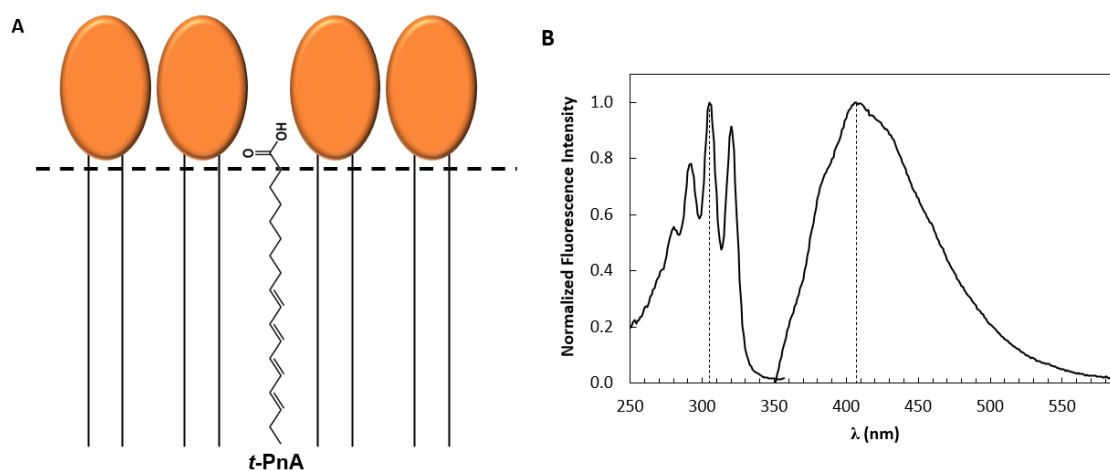 A
O
OH
t-PnA
B
Normalized Fluorescence Intensity
1.0
0.8
0.6
0.4
0.2
0.0
250 300 350 400 450 500 550
λ (nm)